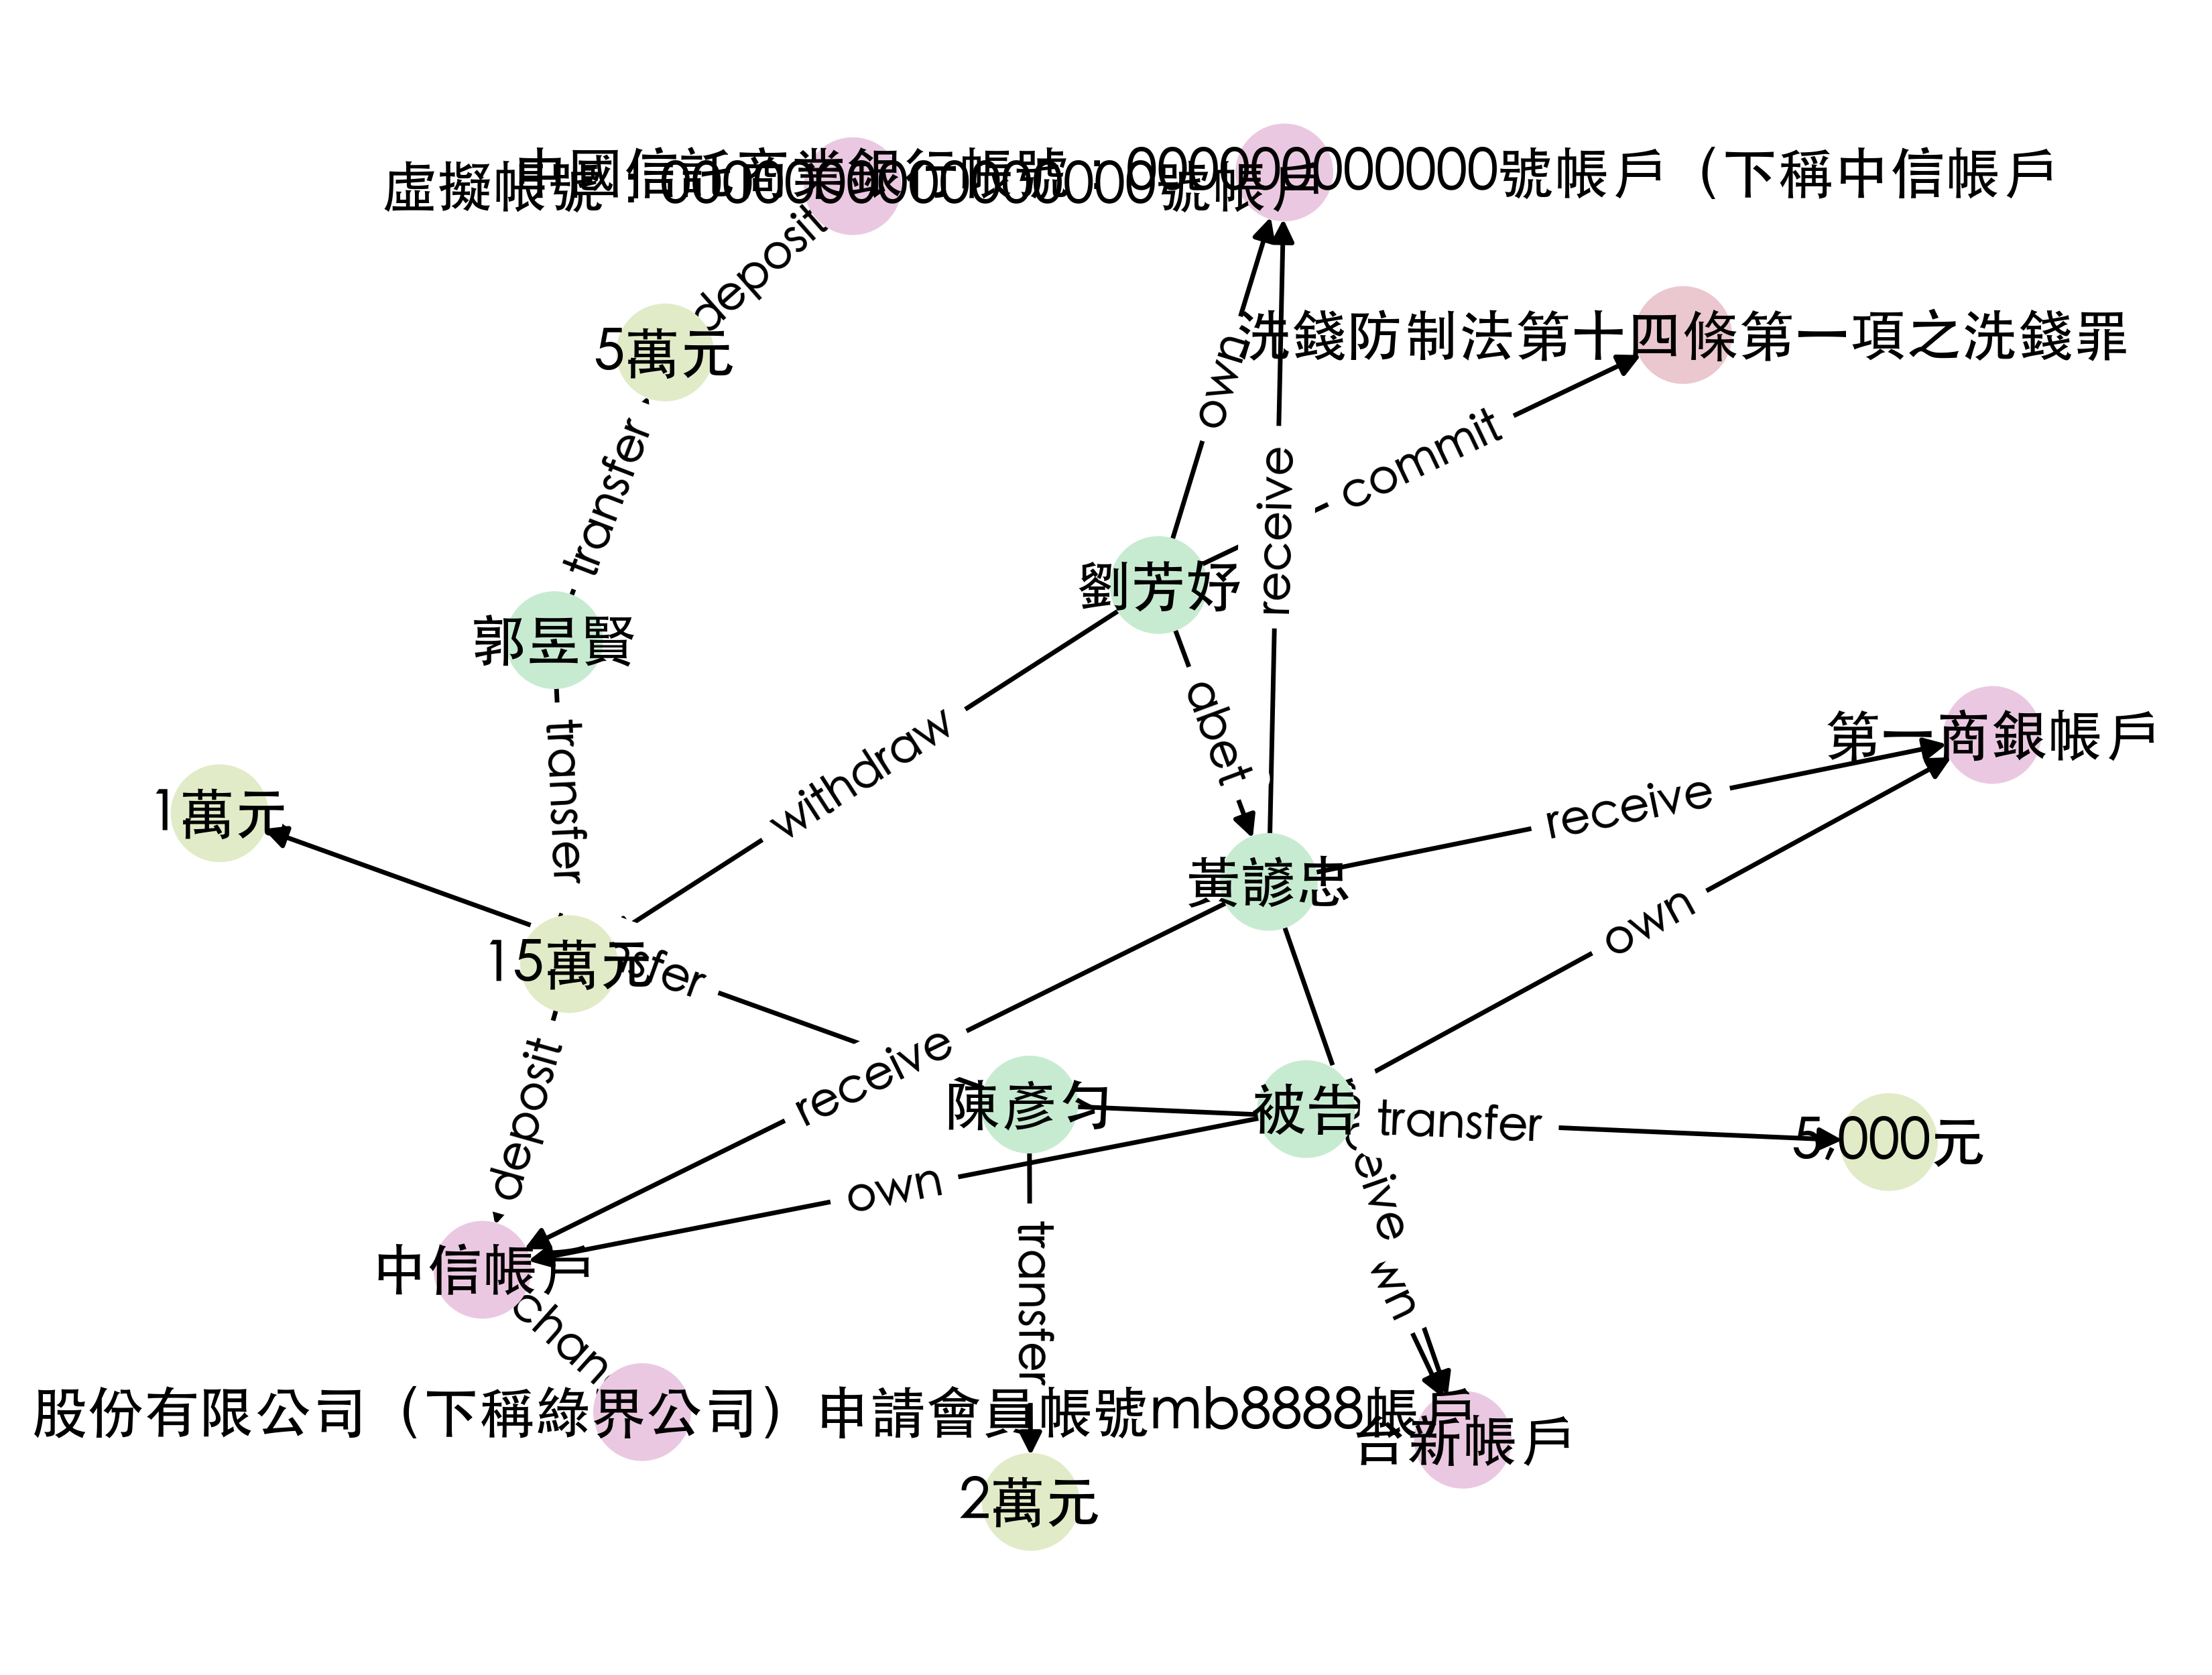 中國信託商業銀行帳號：000000000000號帳戶（下稱中信帳戶
虛擬帳號：0000000000000000號帳戶
deposit
5萬元
own
洗錢防制法第十四條第一項之洗錢罪
transfer
commit
receive
劉芳妤
郭昱賢
abet
第一商銀帳戶
transfer
withdraw
receive
1萬元
黃諺忠
own
15萬元
sfer
receive
deposit
陳彥勻
被告
transfer
5,000元
own
eive
中信帳戶
transfer
wn
chan
股份有限公司（下稱綠界公司）申請會員帳號mb8888帳戶
台新帳戶
2萬元